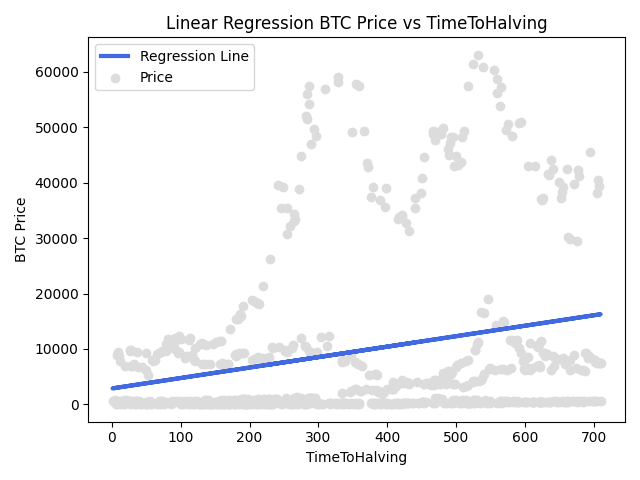 Linear Regression BTC Price vs TimeToHalving
Regression Line
Price
60000
50000
40000
30000
20000
10000
0
BTC Price
0 100 200 300 400 500 600 700
TimeToHalving